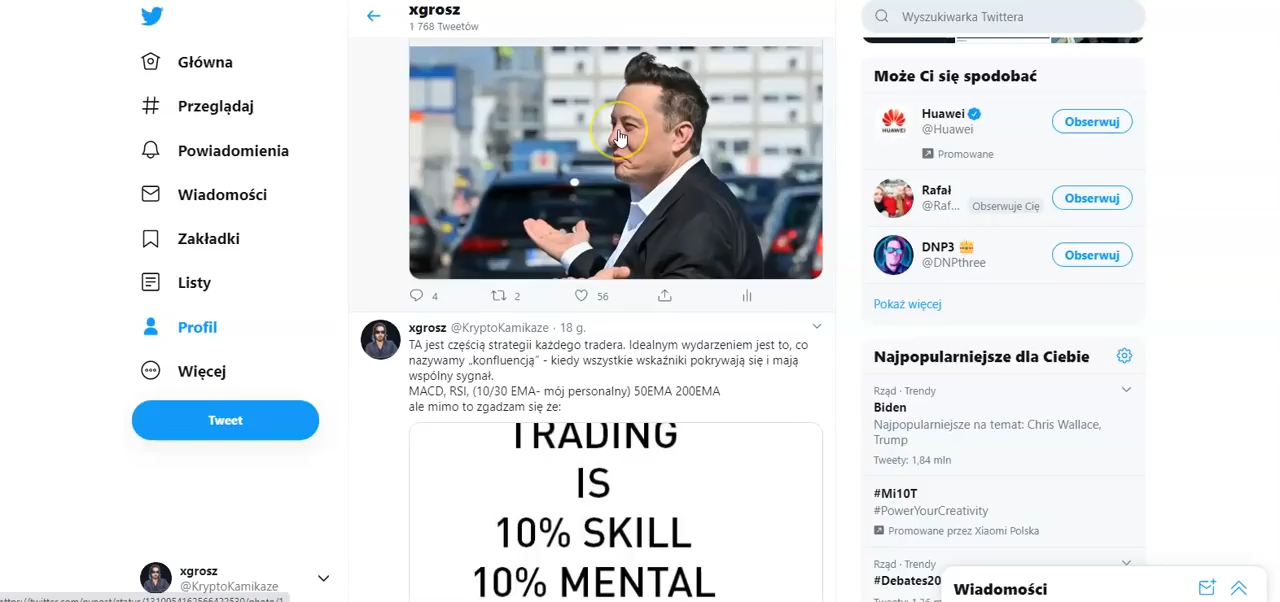 xgrosz
1 768 Tweetów
Główna
Przeglądaj
Powiadomienia
Wiadomości
Zakładki
Listy
Profil
Więcej
Tweet
xgrosz
@KryptoKamikaze
4
2
56
xgrosz @KryptoKamikaze · 18 g.
TA jest częścią strategii każdego tradera. Idealnym wydarzeniem jest to, co
nazywamy „konfluencją” - kiedy wszystkie wskaźniki pokrywają się i mają
wspólny sygnał.
MACD, RSI, (10/30 EMA- mój personalny) 50EMA 200EMA
ale mimo to zgadzam się że:
TRADING
IS
10% SKILL
10% MENTAL
Wyszukiwarka Twittera
Może Ci się spodobać
Huawei
@Huawei
Promowane
Obserwuj
HUAWEI
Rafał
@Raf... Obserwuje Cię
Obserwuj
DNP3
@DNPthree
Obserwuj
Pokaż więcej
Najpopularniejsze dla Ciebie
Rząd · Trendy
Biden
Najpopularniejsze na temat: Chris Wallace,
Trump
Tweety: 1,84 mln
#Mi10T
#PowerYourCreativity
Promowane przez Xiaomi Polska
Rząd · Trendy
#Debates20
Wiadomości